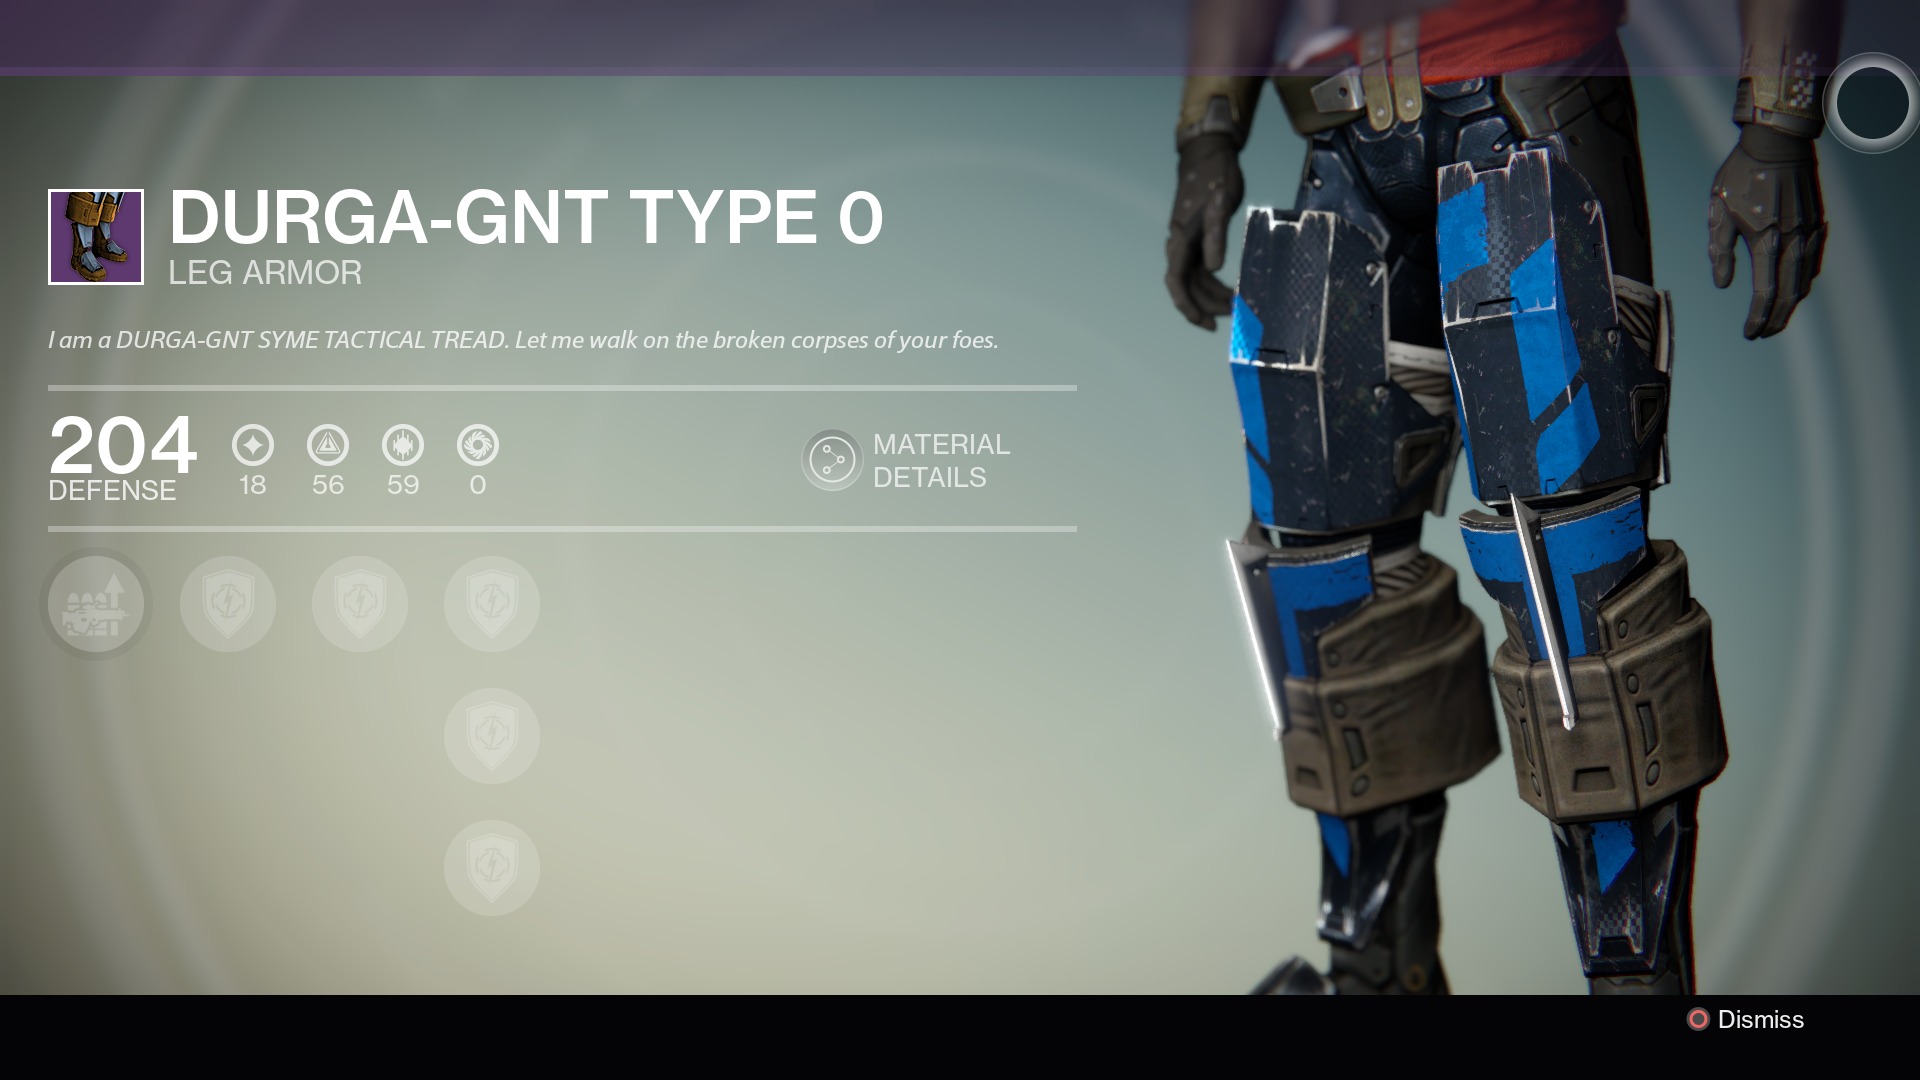 DURGA-GNT TYPE 0
LEG ARMOR
I am a DURGA-GNT SYME TACTICAL TREAD. Let me walk on the broken corpses of your foes.
204
DEFENSE
18 56 59 0
MATERIAL
DETAILS
Dismiss